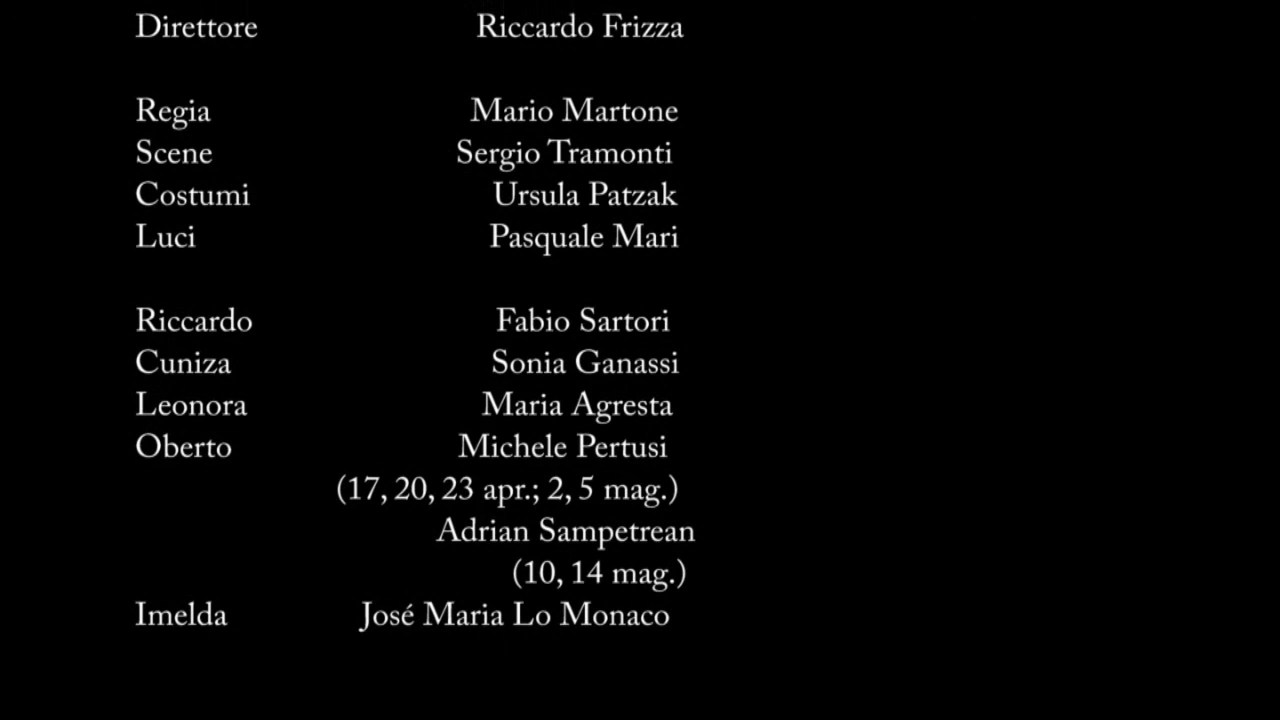 Direttore Riccardo Frizza
Regia Mario Martone
Scene Sergio Tramonti
Costumi Ursula Patzak
Luci Pasquale Mari
Riccardo Fabio Sartori
Cuniza Sonia Ganassi
Leonora Maria Agresta
Oberto Michele Pertusi
(17, 20, 23 apr.; 2, 5 mag.)
Adrian Sampetrean
(10, 14 mag.)
Imelda José Maria Lo Monaco